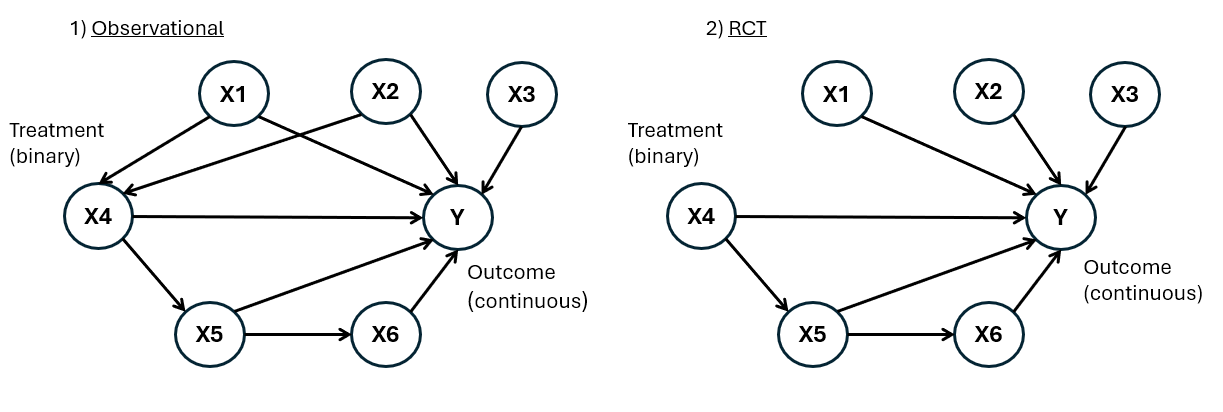 1) Observational
X1
X2
X3
Treatment
(binary)
X4
Y
Outcome
(continuous)
X5
X6
2) RCT
X1
X2
X3
Treatment
(binary)
X4
Y
Outcome
(continuous)
X5
X6